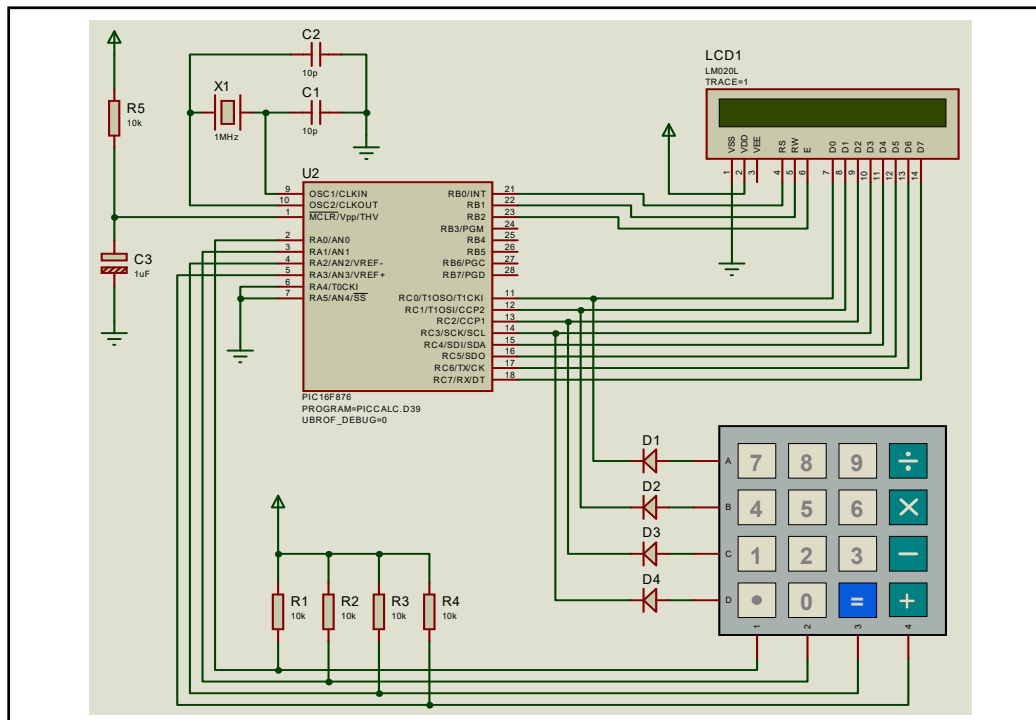 C2
10p
X1
1MHz
C1
10p
R5
10k
C3
1uF
U2
9 OSC1/CLKIN
10 OSC2/CLKOUT
1 MCLR/Vpp/THV
2 RA0/AN0
3 RA1/AN1
4 RA2/AN2/VREF-
5 RA3/AN3/VREF+
6 RA4/T0CKI
7 RA5/AN4/SS
RB0/INT 21
RB1 22
RB2 23
RB3/PGM 24
RB4 25
RB5 26
RB6/PGC 27
RB7/PGD 28
RC0/T1OSO/T1CKI 11
RC1/T1OSI/CCP2 12
RC2/CCP1 13
RC3/SCK/SCL 14
RC4/SDI/SDA 15
RC5/SDO 16
RC6/TX/CK 17
RC7/RX/DT 18
PIC16F876
PROGRAM=PICCALC.D39
UBROF_DEBUG=0
LCD1
LM020L
TRACE=1
VSS VDD VEE RS RW E D0 D1 D2 D3 D4 D5 D6 D7
1 2 3 4 5 6 7 8 9 10 11 12 13 14
D1
D2
D3
D4
A 7 8 9 ÷
B 4 5 6 ×
C 1 2 3 −
D • 0 = +
1 2 3 4
R1
10k
R2
10k
R3
10k
R4
10k